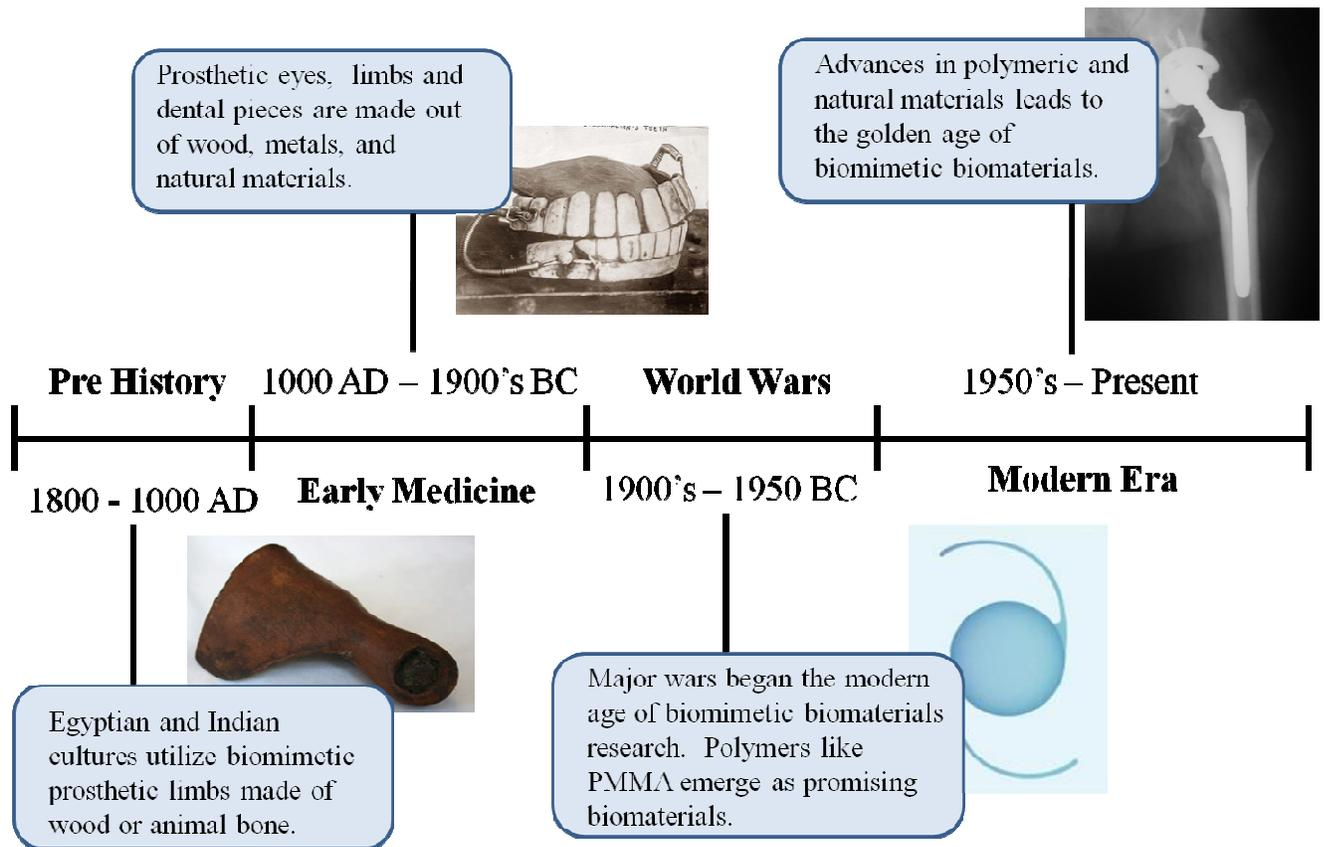 Prosthetic eyes, limbs and
dental pieces are made out
of wood, metals, and
natural materials.
Advances in polymeric and
natural materials leads to
the golden age of
biomimetic biomaterials.
Pre History
1000 AD – 1900's BC
World Wars
1950's – Present
1800 - 1000 AD
Early Medicine
1900's – 1950 BC
Modern Era
Egyptian and Indian
cultures utilize biomimetic
prosthetic limbs made of
wood or animal bone.
Major wars began the modern
age of biomimetic biomaterials
research. Polymers like
PMMA emerge as promising
biomaterials.